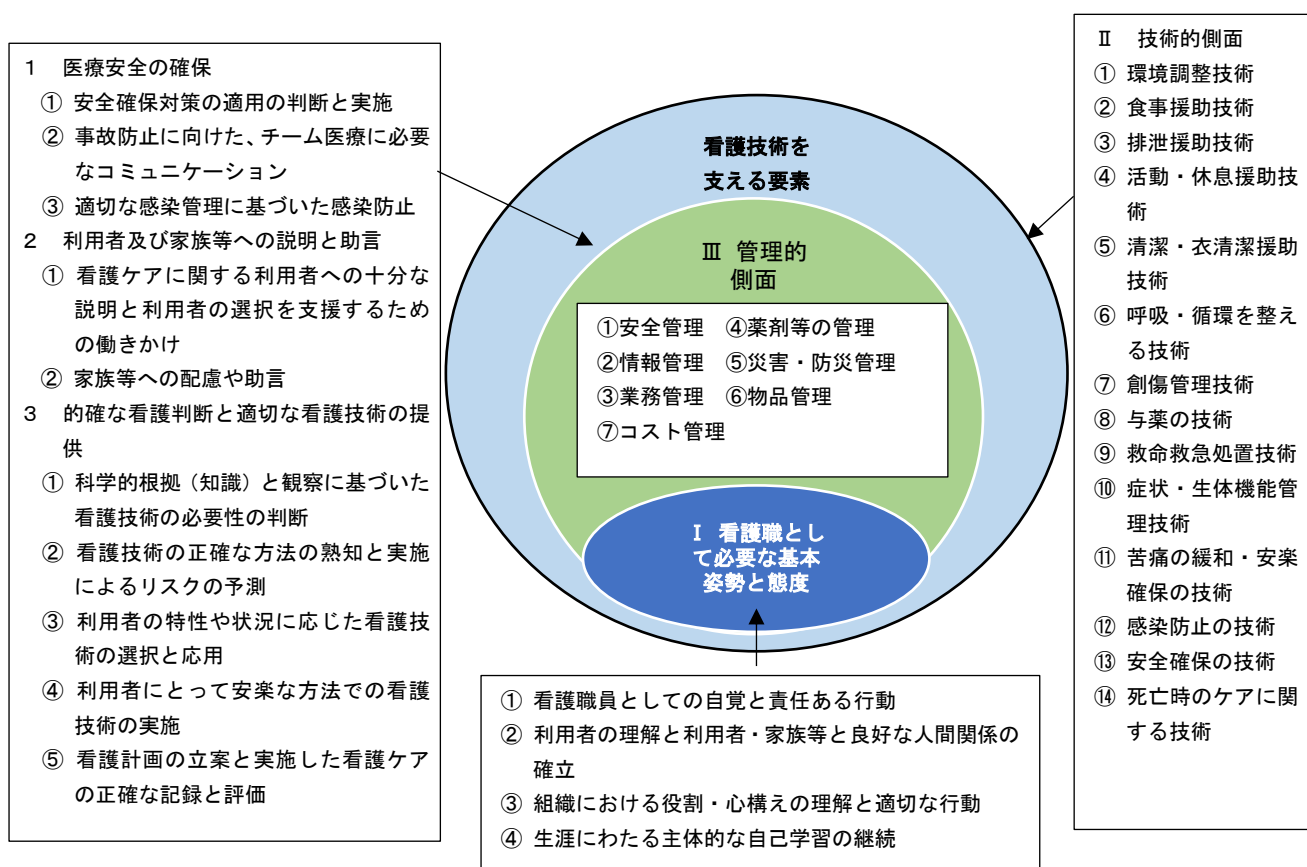 1 医療安全の確保
① 安全確保対策の適用の判断と実施
② 事故防止に向けた、チーム医療に必要
なコミュニケーション
③ 適切な感染管理に基づいた感染防止
2 利用者及び家族等への説明と助言
① 看護ケアに関する利用者への十分な
説明と利用者の選択を支援するため
の働きかけ
② 家族等への配慮や助言
3 的確な看護判断と適切な看護技術の提
供
① 科学的根拠（知識）と観察に基づいた
看護技術の必要性の判断
② 看護技術の正確な方法の熟知と実施
によるリスクの予測
③ 利用者の特性や状況に応じた看護技
術の選択と応用
④ 利用者にとって安楽な方法での看護
技術の実施
⑤ 看護計画の立案と実施した看護ケア
の正確な記録と評価
看護技術を
支える要素
Ⅲ 管理的
側面
①安全管理 ④薬剤等の管理
②情報管理 ⑤災害・防災管理
③業務管理 ⑥物品管理
⑦コスト管理
Ⅰ 看護職とし
て必要な基本
姿勢と態度
① 看護職員としての自覚と責任ある行動
② 利用者の理解と利用者・家族等と良好な人間関係の
確立
③ 組織における役割・心構えの理解と適切な行動
④ 生涯にわたる主体的な自己学習の継続
Ⅱ 技術的側面
① 環境調整技術
② 食事援助技術
③ 排泄援助技術
④ 活動・休息援助技
術
⑤ 清潔・衣清潔援助
技術
⑥ 呼吸・循環を整え
る技術
⑦ 創傷管理技術
⑧ 与薬の技術
⑨ 救命救急処置技術
⑩ 症状・生体機能管
理技術
⑪ 苦痛の緩和・安楽
確保の技術
⑫ 感染防止の技術
⑬ 安全確保の技術
⑭ 死亡時のケアに関
する技術